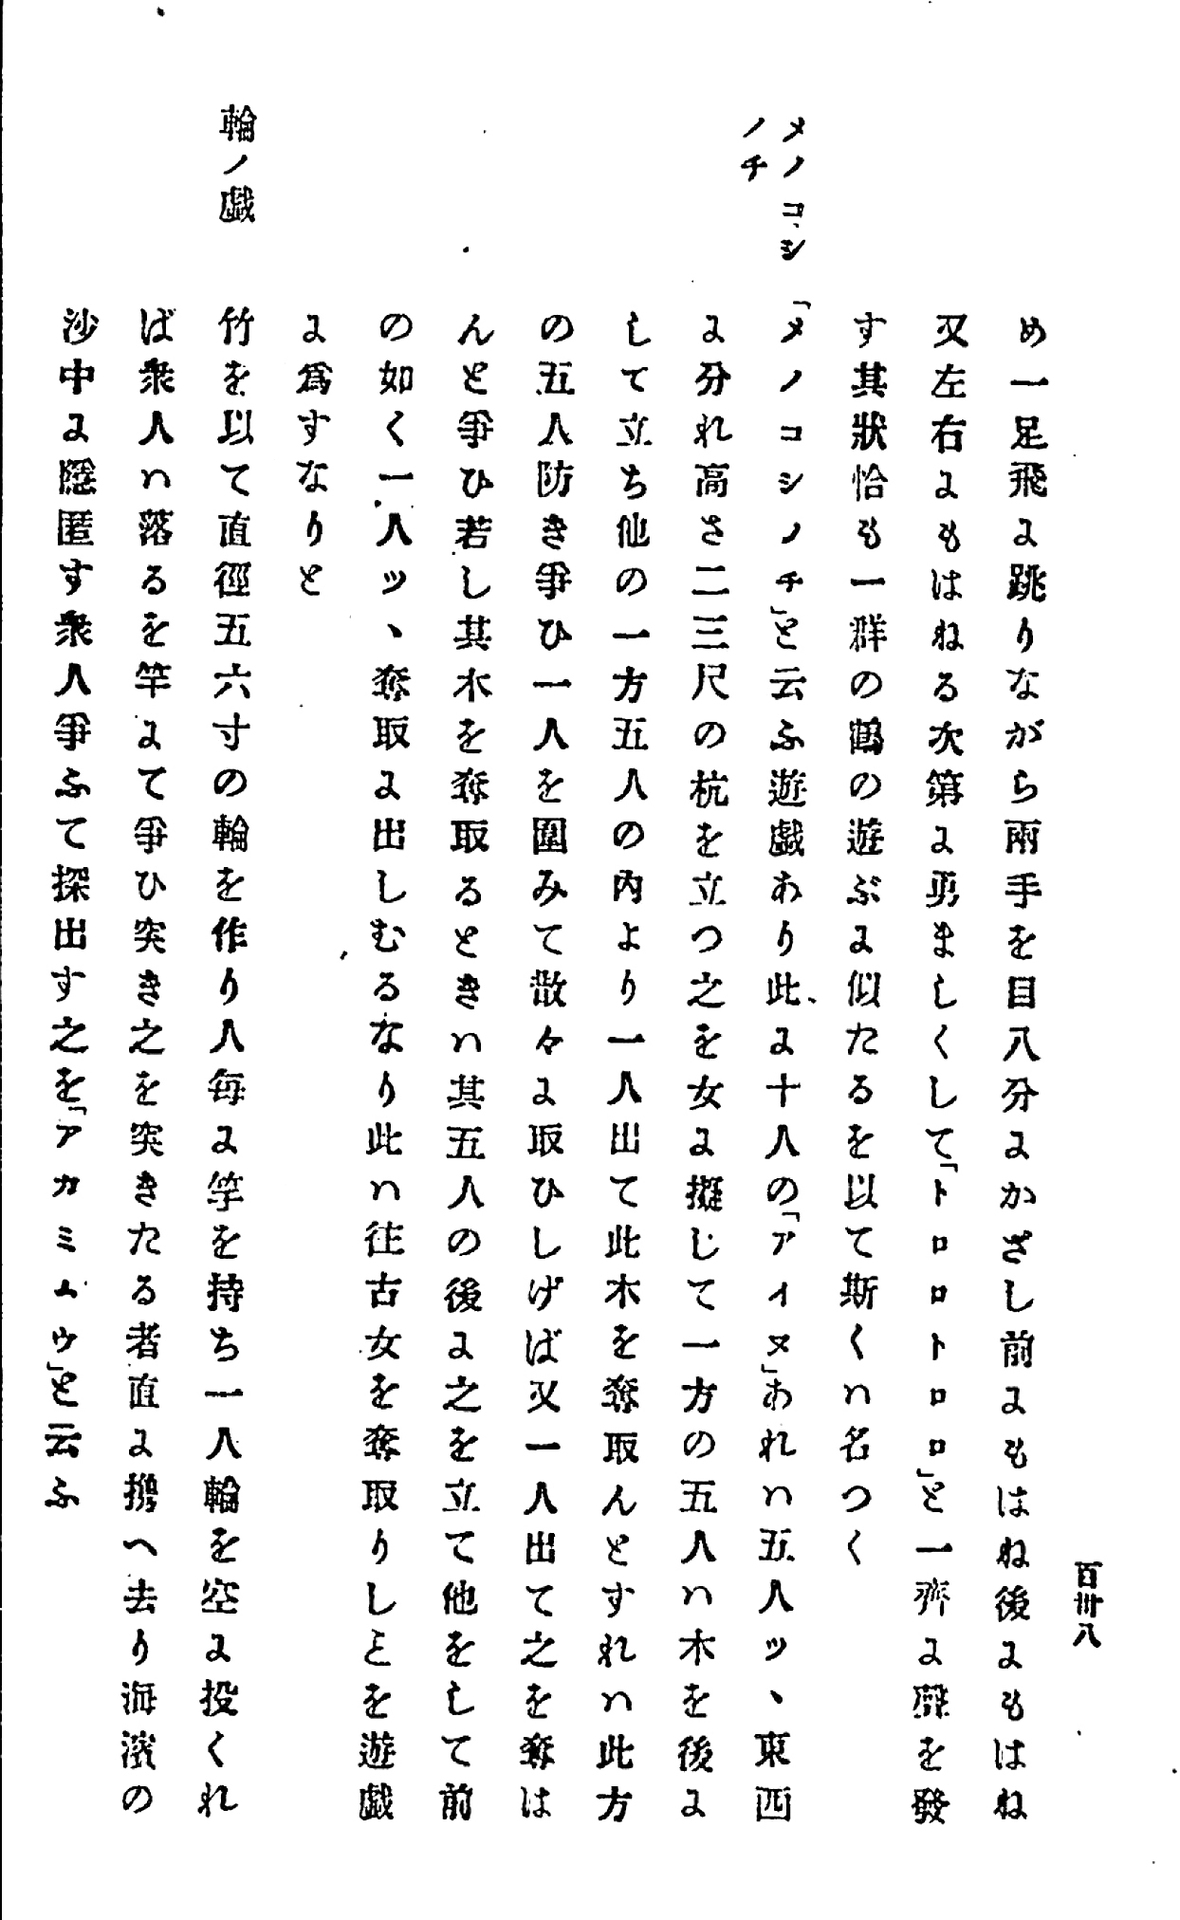 百卅八
め一足飛に跳りながら兩手を目八分にかざし前にもはね後にもはね
又左右にもはねる次第に勇ましくして「トロロトロロ」と一齊に聲を發
す其狀恰も一群の鶴の遊ぶに似たるを以て斯くハ名つく
メノコシ
ノチ
「メノコシノチ」と云ふ遊戲あり此に十人の「アイヌ」あれハ五人ツヽ東西
に分れ高さ二三尺の杭を立つ之を女に擬じて一方の五人ハ木を後に
して立ち他の一方五人の内より一人出て此木を奪取んとすれハ此方
の五人防き爭ひ一人を圍みて散々に取ひしげば又一人出て之を奪は
んと爭ひ若し其木を奪取るときハ其五人の後に之を立て他をして前
の如く一人ツヽ奪取に出しむるなり此ハ往古女を奪取りしヿを遊戲
に爲すなりと
輪ノ戲
竹を以て直徑五六寸の輪を作り人每に竿を持ち一人輪を空に投くれ
ば衆人ハ落るを竿にて爭ひ突き之を突きたる者直に携へ去り海濱の
沙中に隱匿す衆人爭ふて探出す之を「アカミムウ」と云ふ